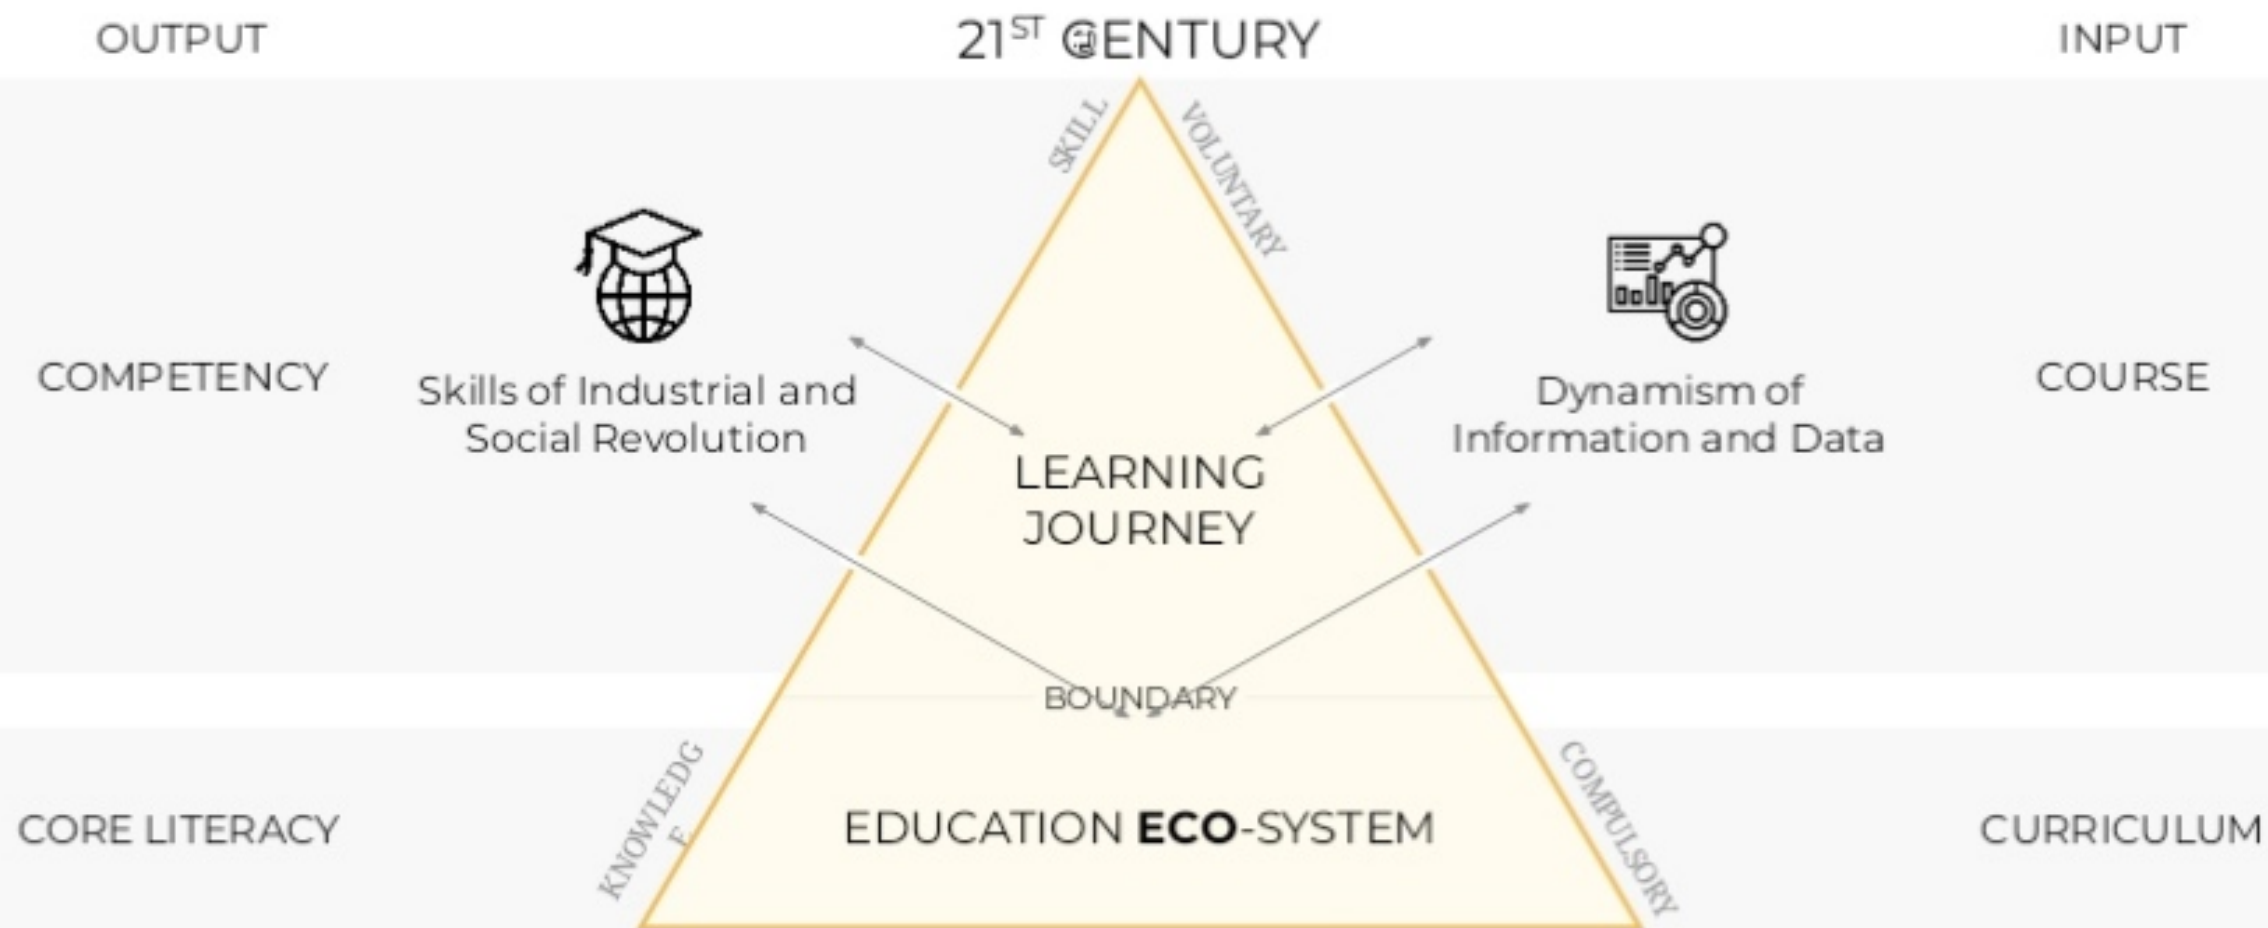 OUTPUT
21ST CENTURY
INPUT
SKILL
VOLUNTARY
COMPETENCY
Skills of Industrial and
Social Revolution
Dynamism of
Information and Data
COURSE
LEARNING
JOURNEY
BOUNDARY
KNOWLEDG
E
COMPULSORY
CORE LITERACY
EDUCATION ECO-SYSTEM
CURRICULUM